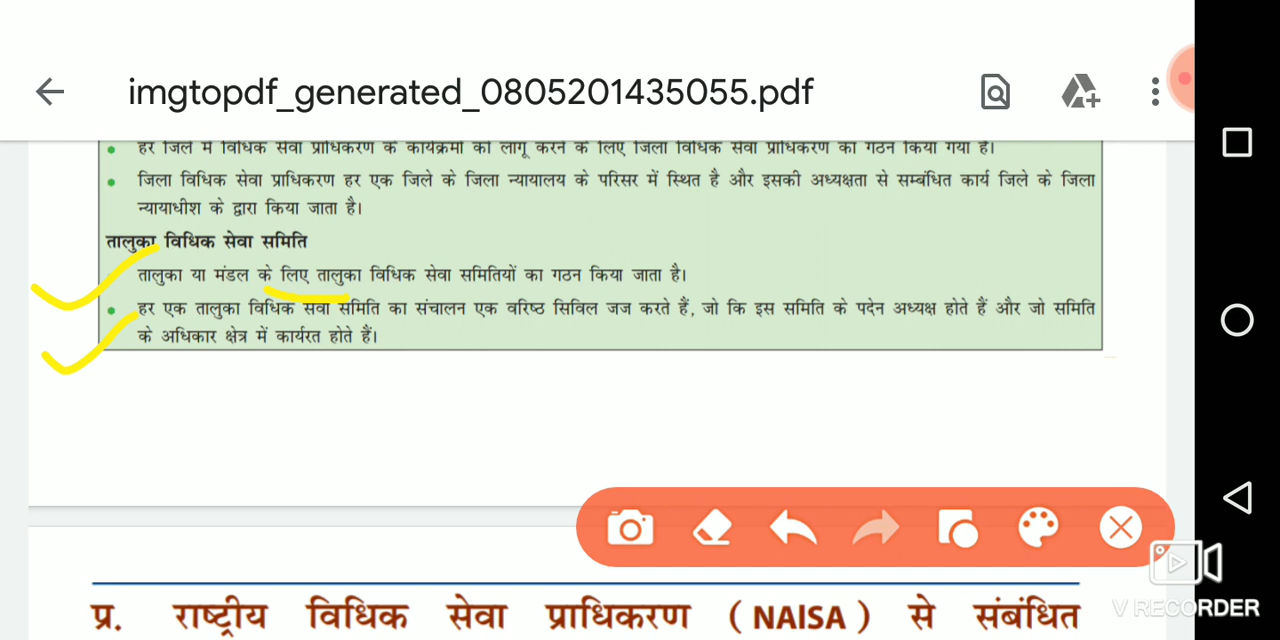 imgtopdf_generated_0805201435055.pdf
हर जिले में विधिक सेवा प्राधिकरण के कार्यक्रमों को लागू करने के लिए जिला विधिक सेवा प्राधिकरण का गठन किया गया है।
जिला विधिक सेवा प्राधिकरण हर एक जिले के जिला न्यायालय के परिसर में स्थित है और इसकी अध्यक्षता से सम्बंधित कार्य जिले के जिला
न्यायाधीश के द्वारा किया जाता है।
तालुका विधिक सेवा समिति
तालुका या मंडल के लिए तालुका विधिक सेवा समितियों का गठन किया जाता है।
हर एक तालुका विधिक सेवा समिति का संचालन एक वरिष्ठ सिविल जज करते हैं, जो कि इस समिति के पदेन अध्यक्ष होते हैं और जो समिति
के अधिकार क्षेत्र में कार्यरत होते हैं।
प्र. राष्ट्रीय विधिक सेवा प्राधिकरण ( NAISA ) से संबंधित
V RECORDER